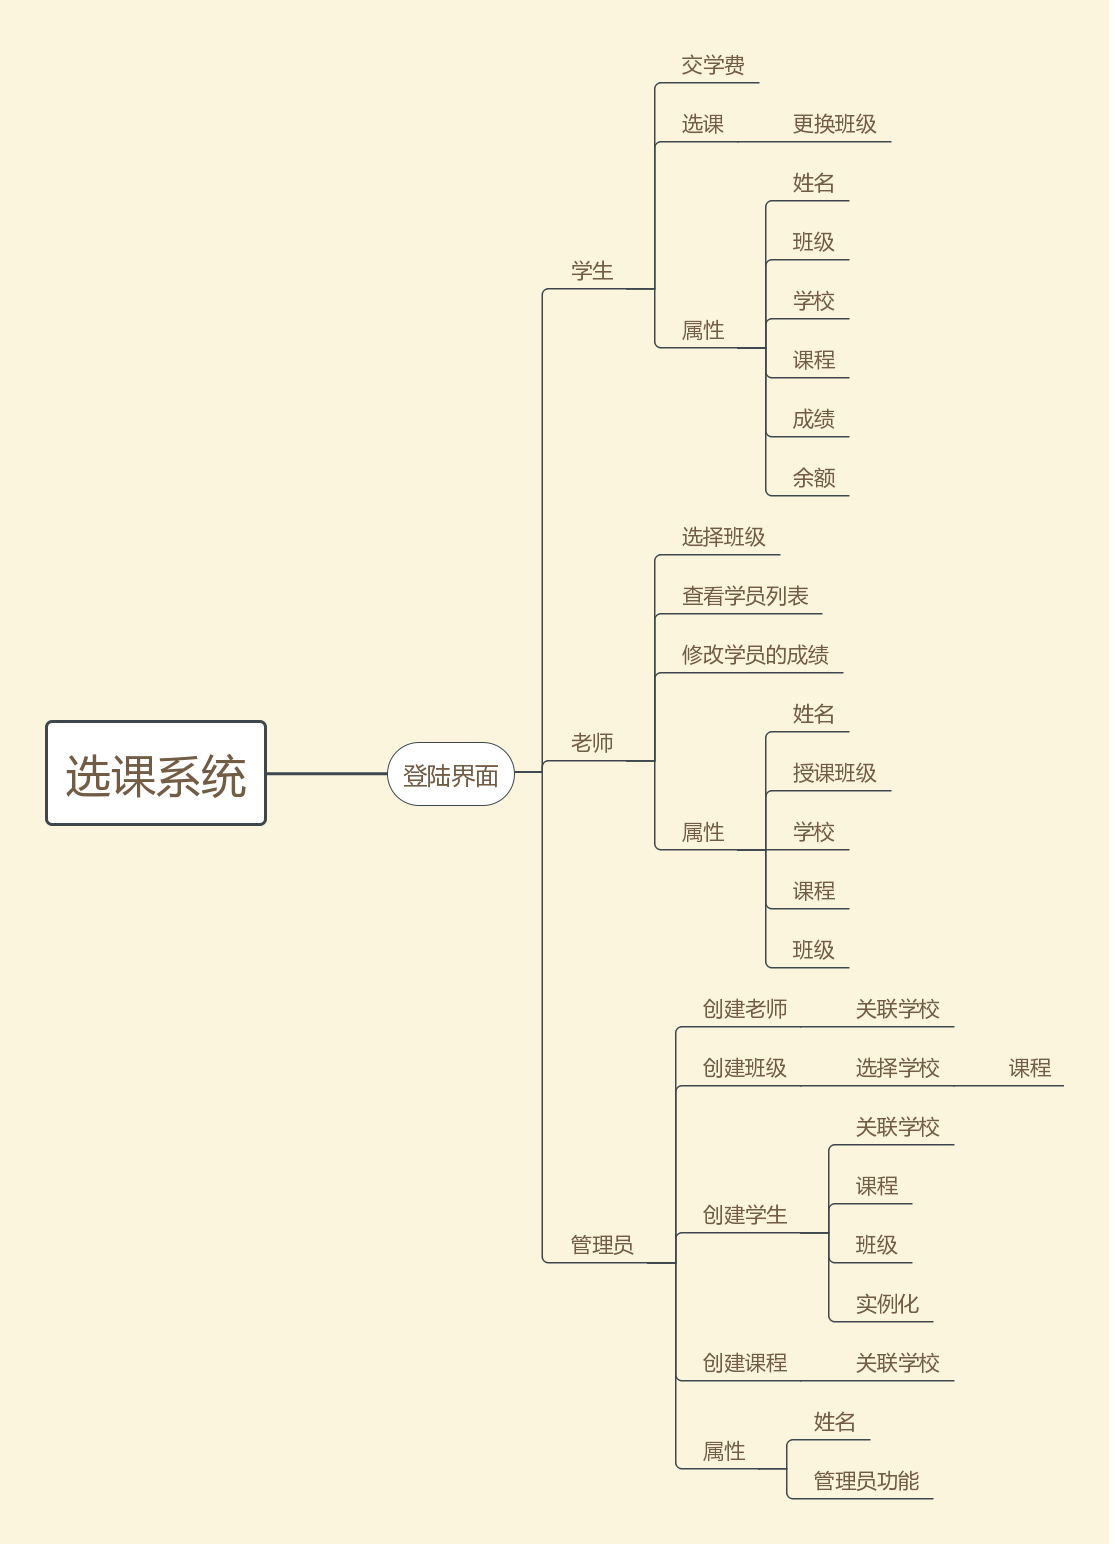 选课系统
登陆界面
学生
交学费
选课
更换班级
属性
姓名
班级
学校
课程
成绩
余额
老师
选择班级
查看学员列表
修改学员的成绩
属性
姓名
授课班级
学校
课程
班级
管理员
创建老师
关联学校
创建班级
选择学校
课程
创建学生
关联学校
课程
班级
实例化
创建课程
关联学校
属性
姓名
管理员功能